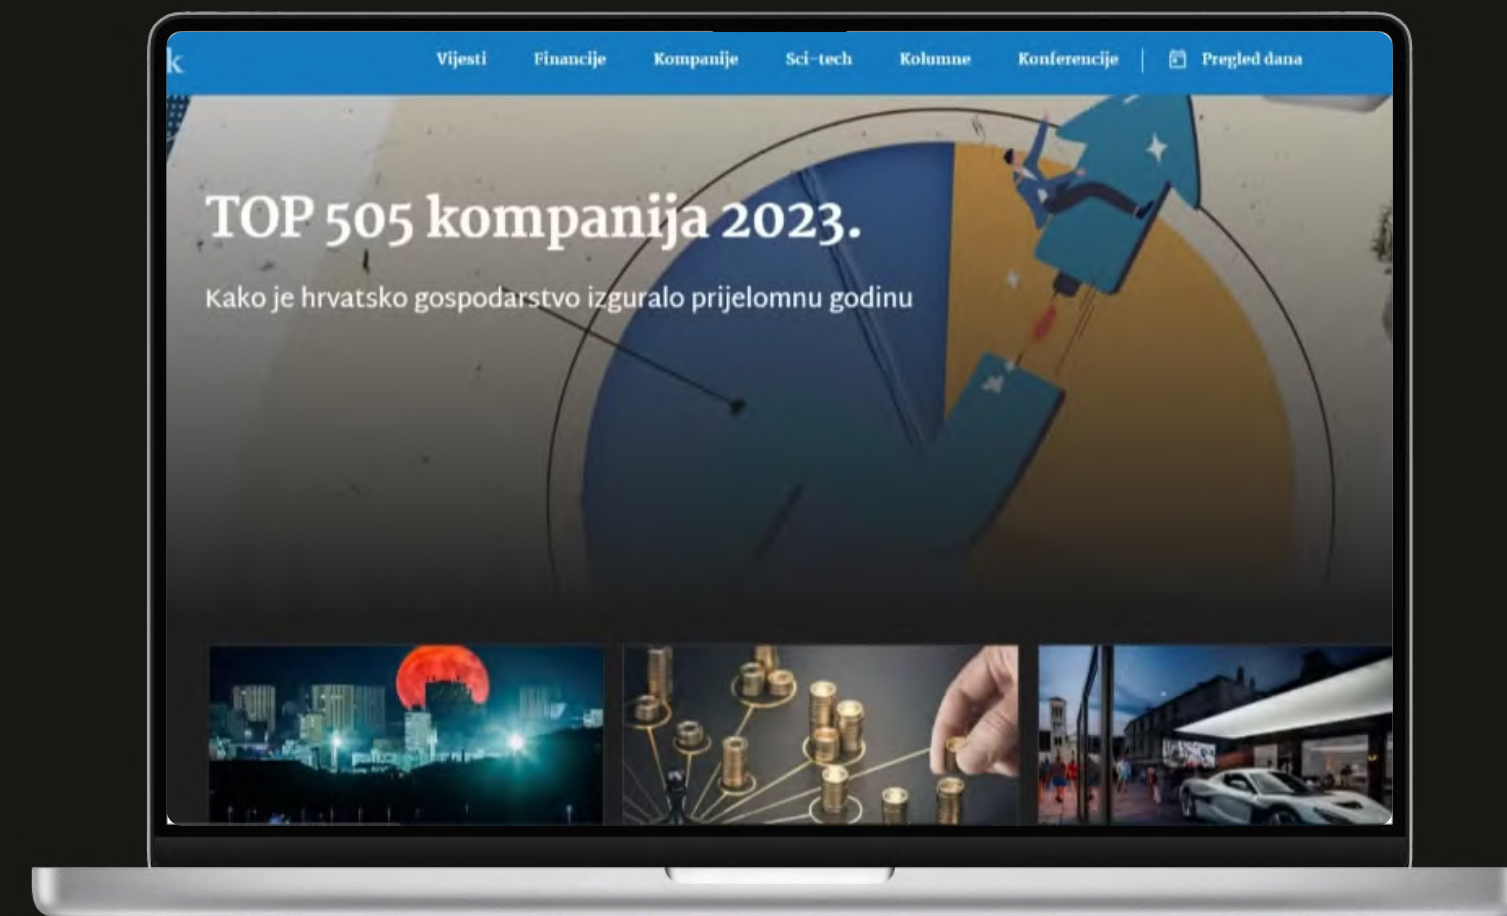 k
Vijesti Financije Kompanije Sci-tech Kolumne Konferencije Pregled dana
TOP 505 kompanija 2023.
Kako je hrvatsko gospodarstvo izguralo prijelomnu godinu